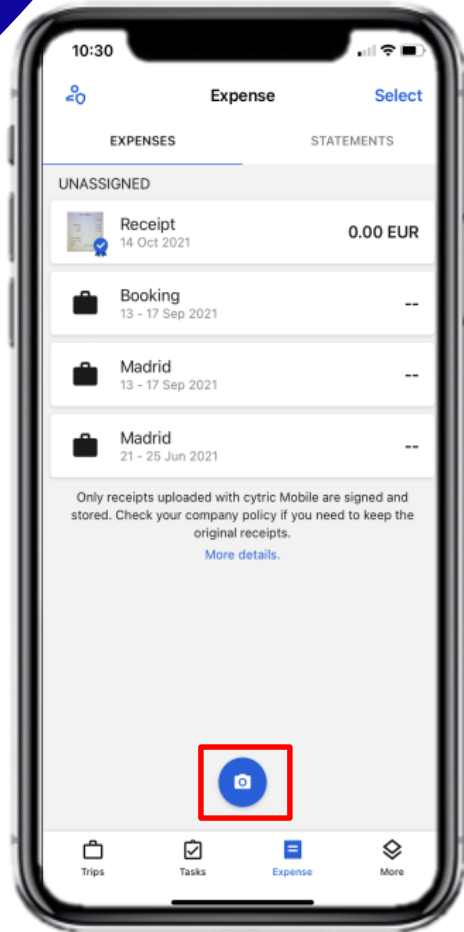 10:30
Expense
Select
EXPENSES
STATEMENTS
UNASSIGNED
Receipt
14 Oct 2021
0.00 EUR
Booking
13 - 17 Sep 2021
--
Madrid
13 - 17 Sep 2021
--
Madrid
21 - 25 Jun 2021
--
Only receipts uploaded with cytric Mobile are signed and
stored. Check your company policy if you need to keep the
original receipts.
More details.
Trips
Tasks
Expense
More